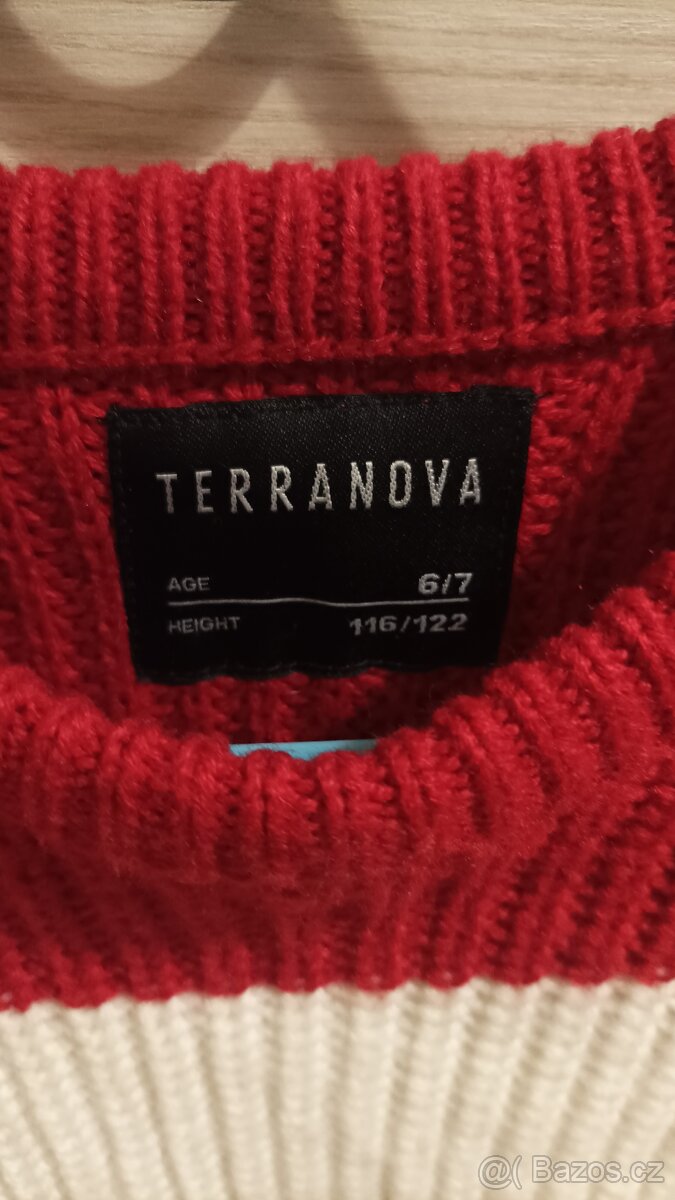 TERRANOVA
AGE 6/7
HEIGHT 116/122
@( Bazos.cz